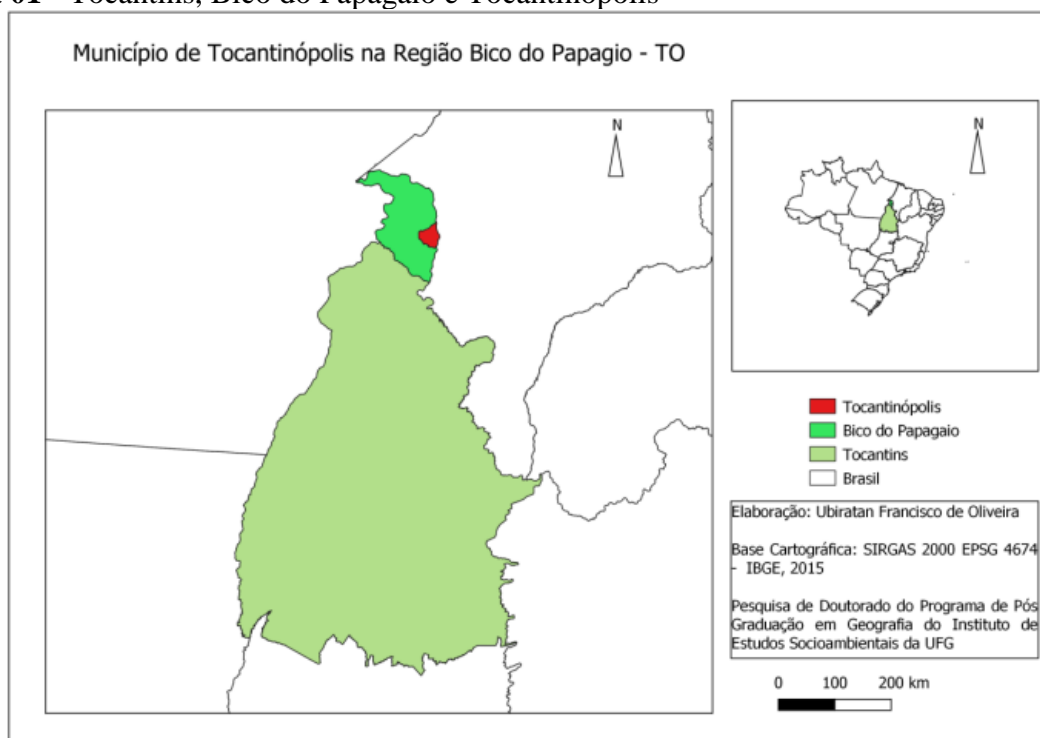 01 - Tocantins, Bico do Papagaio e Tocantinópolis
Município de Tocantinópolis na Região Bico do Papagio - TO
N
N
Tocantinópolis
Bico do Papagaio
Tocantins
Brasil
Elaboração: Ubiratan Francisco de Oliveira
Base Cartográfica: SIRGAS 2000 EPSG 4674
- IBGE, 2015
Pesquisa de Doutorado do Programa de Pós
Graduação em Geografia do Instituto de
Estudos Socioambientais da UFG
0 100 200 km